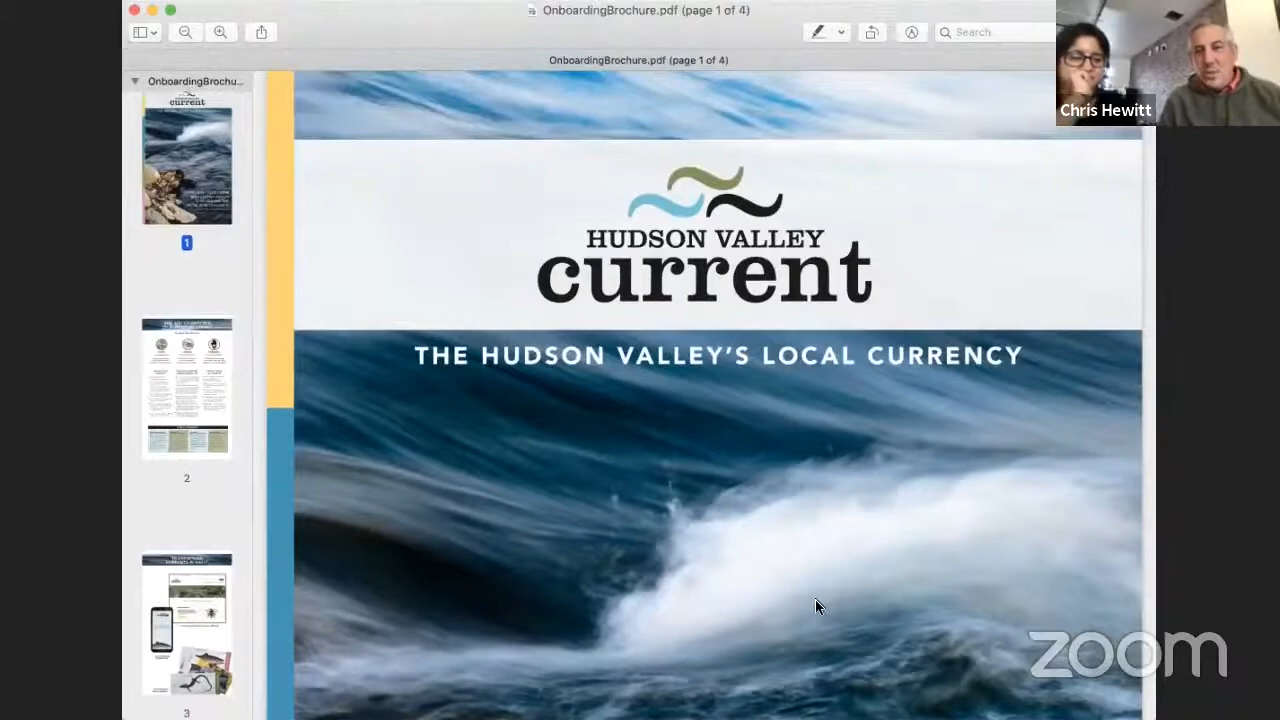 OnboardingBrochure.pdf (page 1 of 4)
Search
OnboardingBrochure.pdf (page 1 of 4)
OnboardingBrochu...
current
1
2
3
HUDSON VALLEY
current
THE HUDSON VALLEY'S LOCAL CURRENCY
Chris Hewitt
zoom